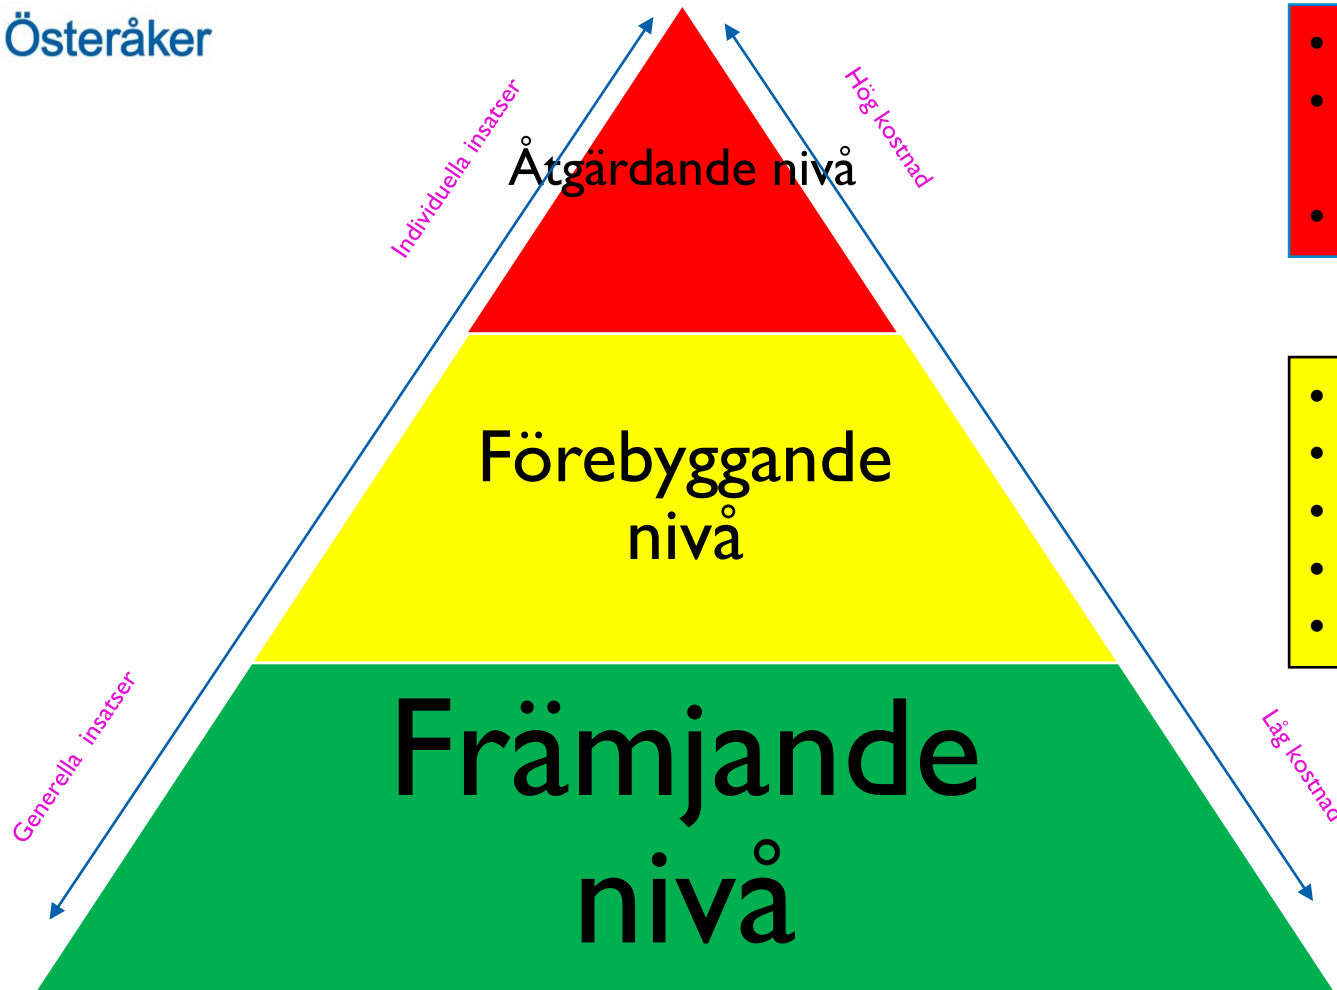 Österåker
Individuella insatser
Hög kostnad
Åtgärdande nivå
Förebyggande
nivå
Generella insatser
Låg kostnad
Främjande
nivå